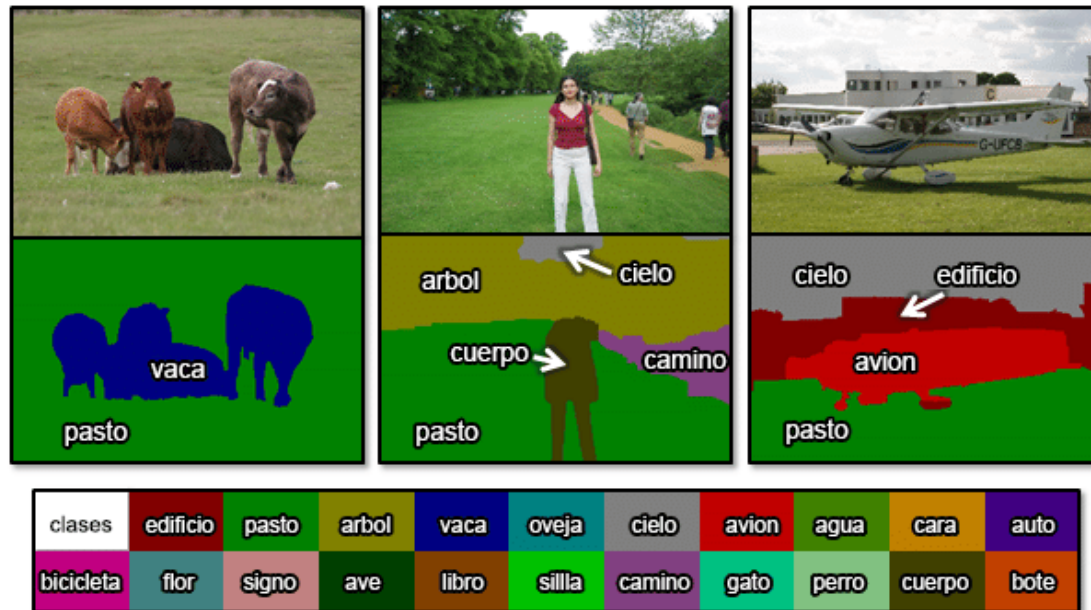 G-UFCB
C
arbol
cielo
cielo
edificio
vaca
cuerpo
camino
avion
pasto
pasto
pasto
clases edificio pasto arbol vaca oveja cielo avion agua cara auto
bicicleta flor signo ave libro sillla camino gato perro cuerpo bote